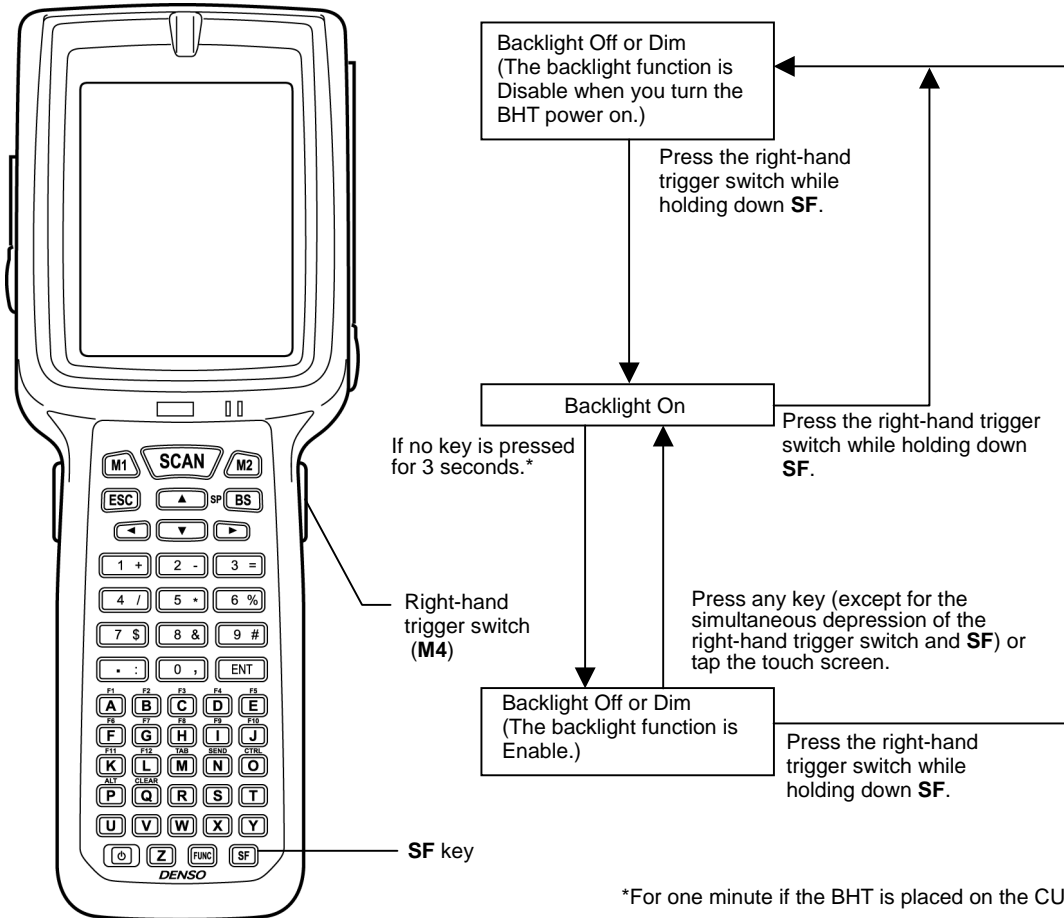 Backlight Off or Dim
(The backlight function is
Disable when you turn the
BHT power on.)
Press the right-hand
trigger switch while
holding down SF.
Backlight On
If no key is pressed
for 3 seconds.*
Press the right-hand trigger
switch while holding down
SF.
Press any key (except for the
simultaneous depression of the
right-hand trigger switch and SF) or
tap the touch screen.
Backlight Off or Dim
(The backlight function is
Enable.)
Press the right-hand
trigger switch while
holding down SF.
M1 SCAN M2
ESC ▲ SP BS
◄ ▼ ►
1 + 2 - 3 =
4 / 5 * 6 %
7 $ 8 & 9 #
. : 0 , ENT
F1 F2 F3 F4 F5
A B C D E
F6 F7 F8 F9 F10
F G H I J
F11 F12 TAB SEND CTRL
K L M N O
ALT CLEAR
P Q R S T
U V W X Y
Z FUNC SF
DENSO
Right-hand
trigger switch
(M4)
SF key
*For one minute if the BHT is placed on the CU